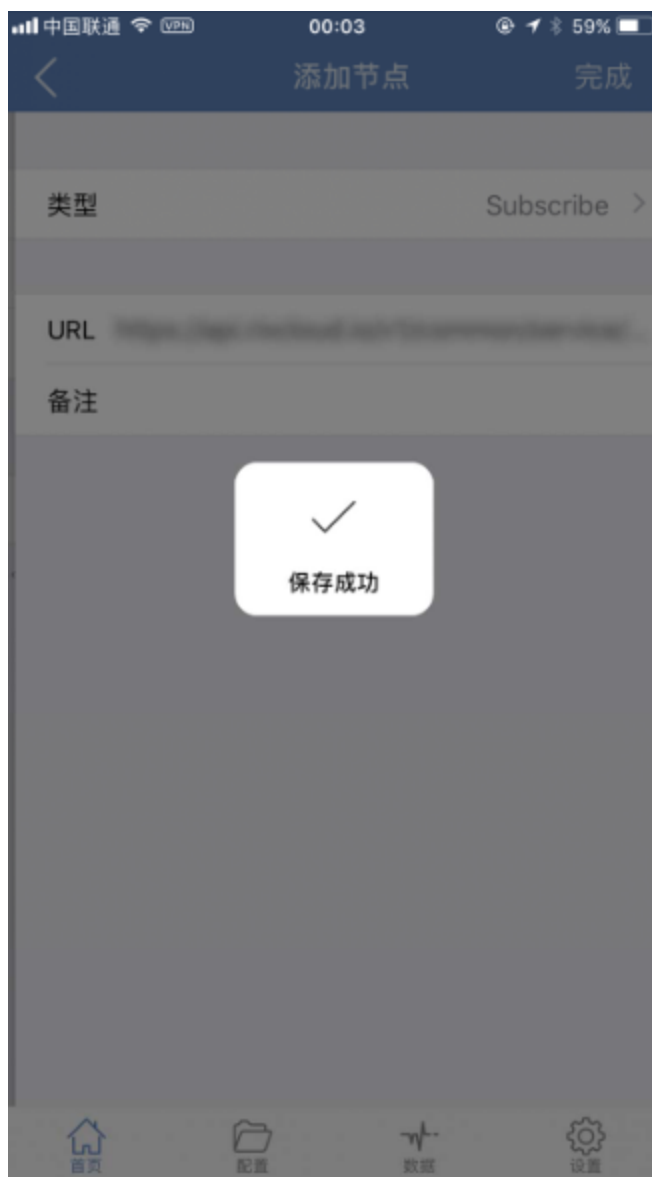 中国联通 VPN 00:03 59%
添加节点 完成
类型 Subscribe
URL
备注
保存成功
首页 配置 数据 设置